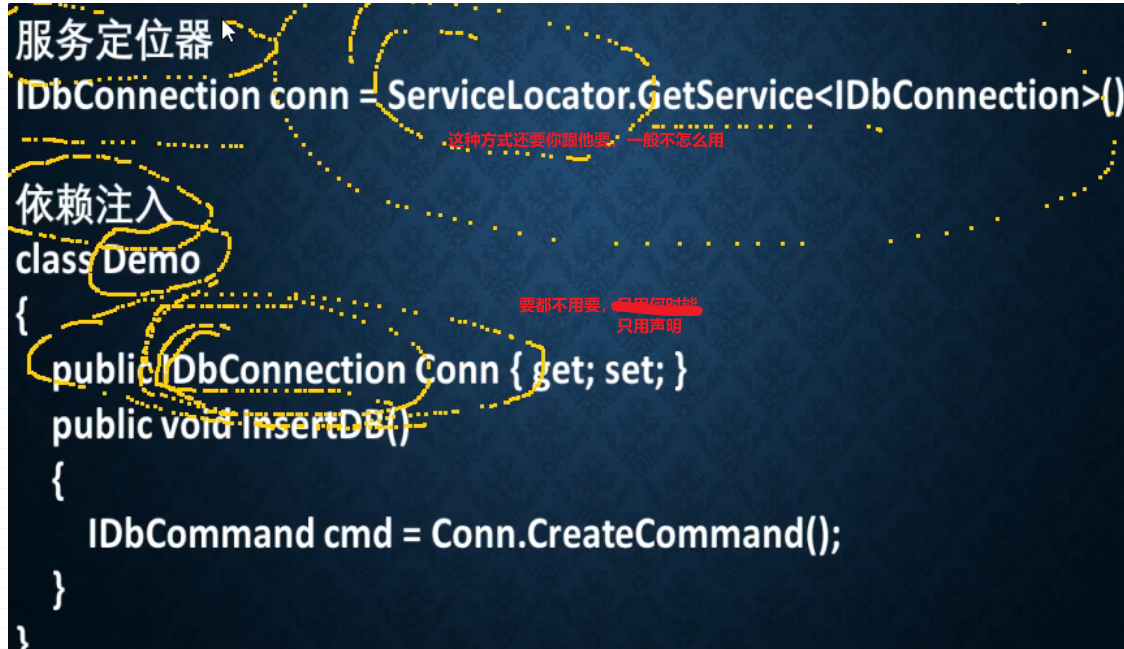 服务定位器
IDbConnection conn = ServiceLocator.GetService<IDbConnection>()
这种方式还要你跟他要，一般不怎么用
依赖注入
class Demo
{
要都不用要，
只用声明
public IDbConnection Conn { get; set; }
public void InsertDB()
{
IDbCommand cmd = Conn.CreateCommand();
}
}